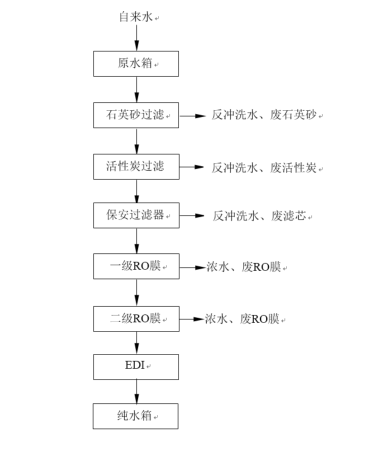 自来水
原水箱
石英砂过滤 反冲洗水、废石英砂
活性炭过滤 反冲洗水、废活性炭
保安过滤器 反冲洗水、废滤芯
一级RO膜 浓水、废RO膜
二级RO膜 浓水、废RO膜
EDI
纯水箱